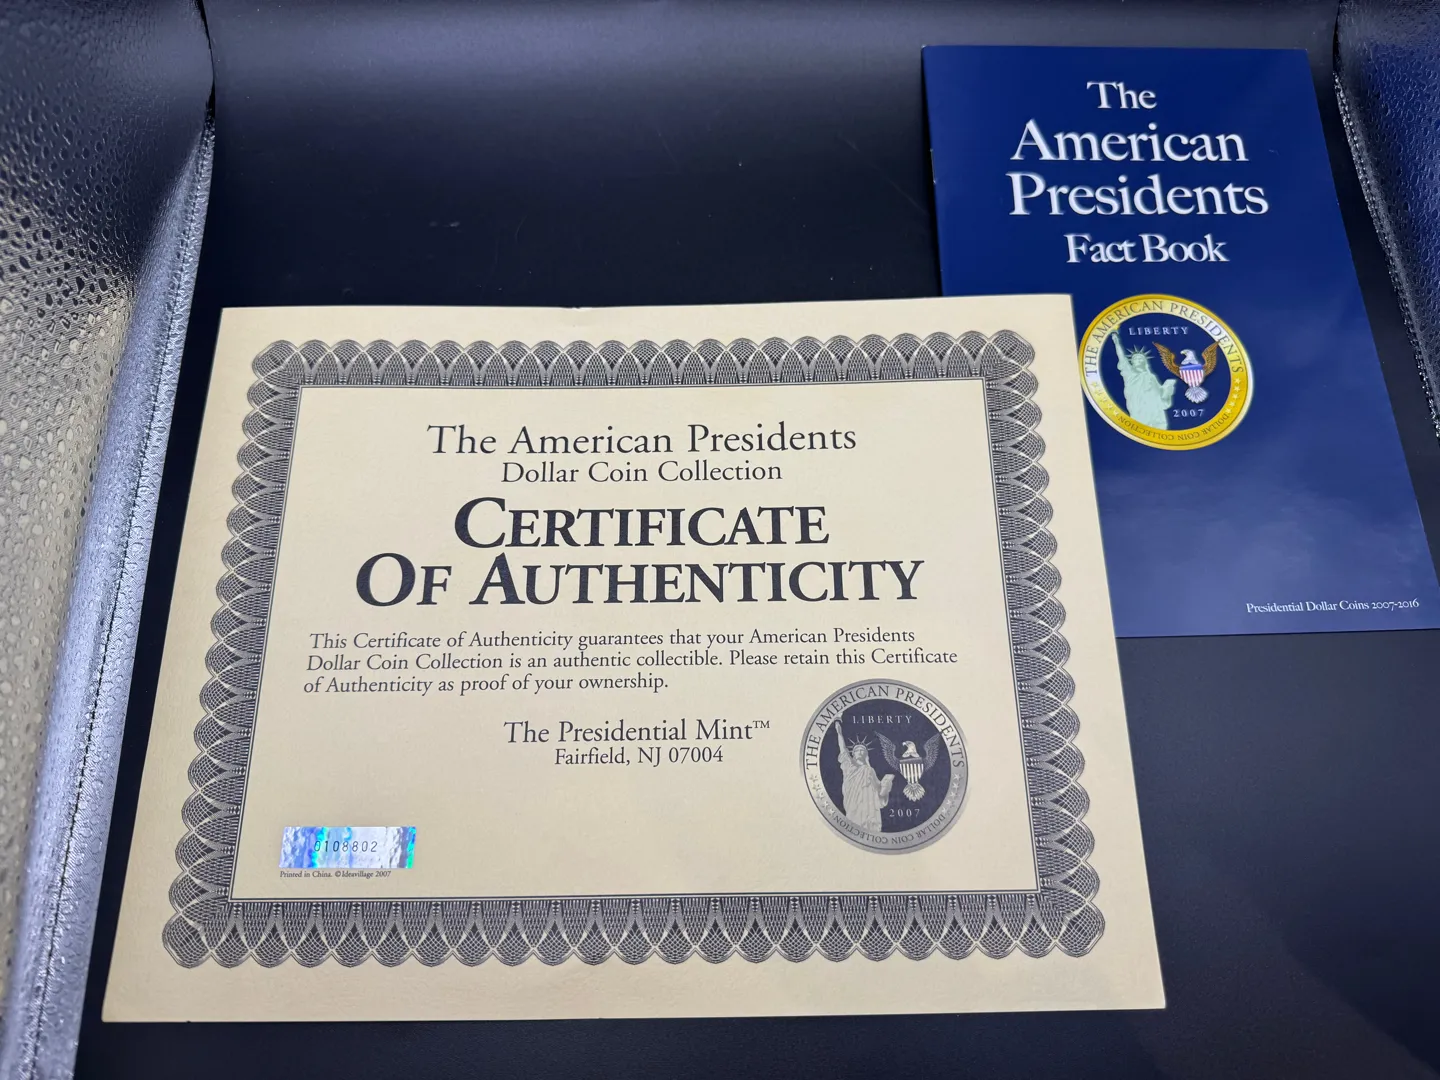 The
American
Presidents
Fact Book
THE AMERICAN PRESIDENTS
LIBERTY
2007
DOLLAR COIN COLLECTION
Presidential Dollar Coins 2007-2016
The American Presidents
Dollar Coin Collection
CERTIFICATE
OF AUTHENTICITY
This Certificate of Authenticity guarantees that your American Presidents
Dollar Coin Collection is an authentic collectible. Please retain this Certificate
of Authenticity as proof of your ownership.
The Presidential Mint™
Fairfield, NJ 07004
THE AMERICAN PRESIDENTS
LIBERTY
2007
DOLLAR COIN COLLECTION
0108802
Printed in China. ©Ideavillage 2007